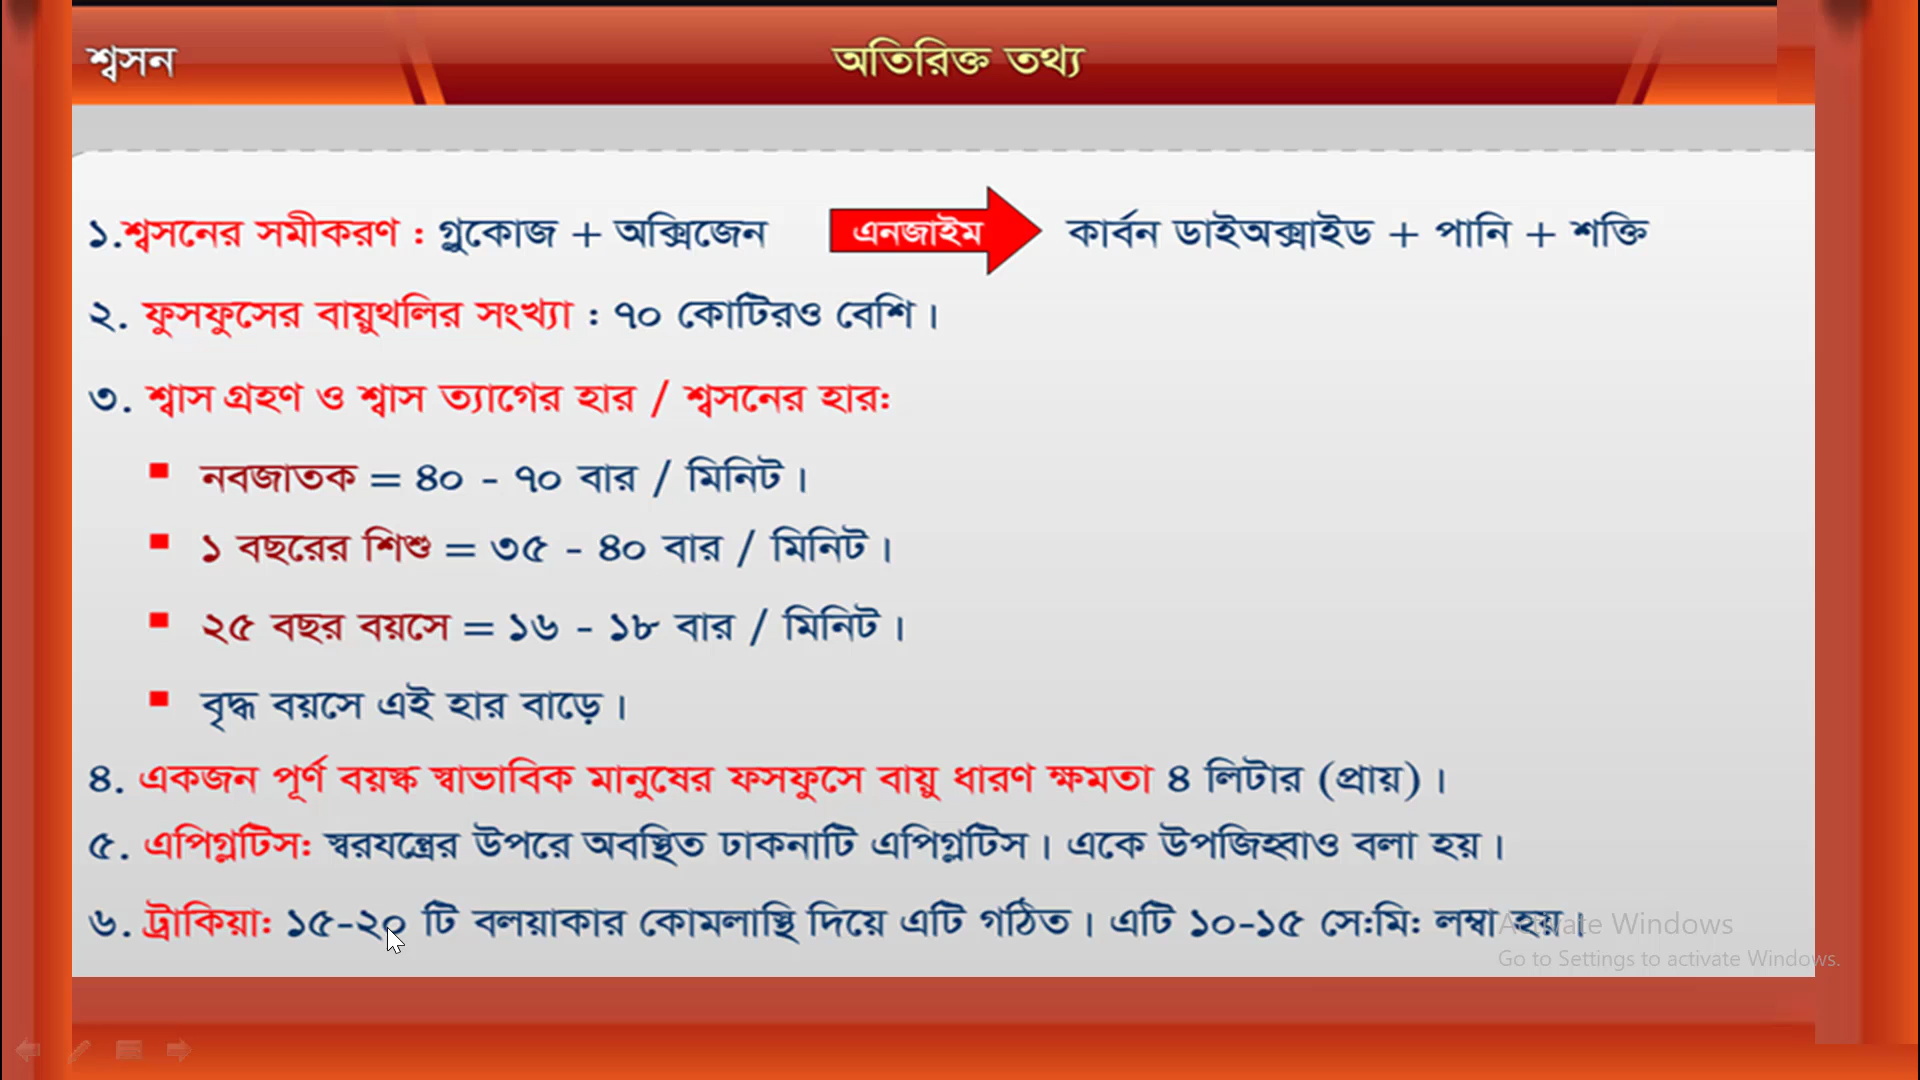 শ্বসন
অতিরিক্ত তথ্য
১.শ্বসনের সমীকরণ : গ্লুকোজ + অক্সিজেন এনজাইম কার্বন ডাইঅক্সাইড + পানি + শক্তি
২. ফুসফুসের বায়ুথলির সংখ্যা : ৭০ কোটিরও বেশি।
৩. শ্বাস গ্রহণ ও শ্বাস ত্যাগের হার / শ্বসনের হার:
নবজাতক = ৪০ - ৭০ বার / মিনিট।
১ বছরের শিশু = ৩৫ - ৪০ বার / মিনিট।
২৫ বছর বয়সে = ১৬ - ১৮ বার / মিনিট।
বৃদ্ধ বয়সে এই হার বাড়ে।
৪. একজন পূর্ণ বয়স্ক স্বাভাবিক মানুষের ফসফুসে বায়ু ধারণ ক্ষমতা ৪ লিটার (প্রায়)।
৫. এপিগ্লটিস: স্বরযন্ত্রের উপরে অবস্থিত ঢাকনাটি এপিগ্লটিস। একে উপজিহ্বাও বলা হয়।
৬. ট্রাকিয়া: ১৫-২০ টি বলয়াকার কোমলাস্থি দিয়ে এটি গঠিত। এটি ১০-১৫ সে:মি: লম্বা হয়।
Activate Windows
Go to Settings to activate Windows.